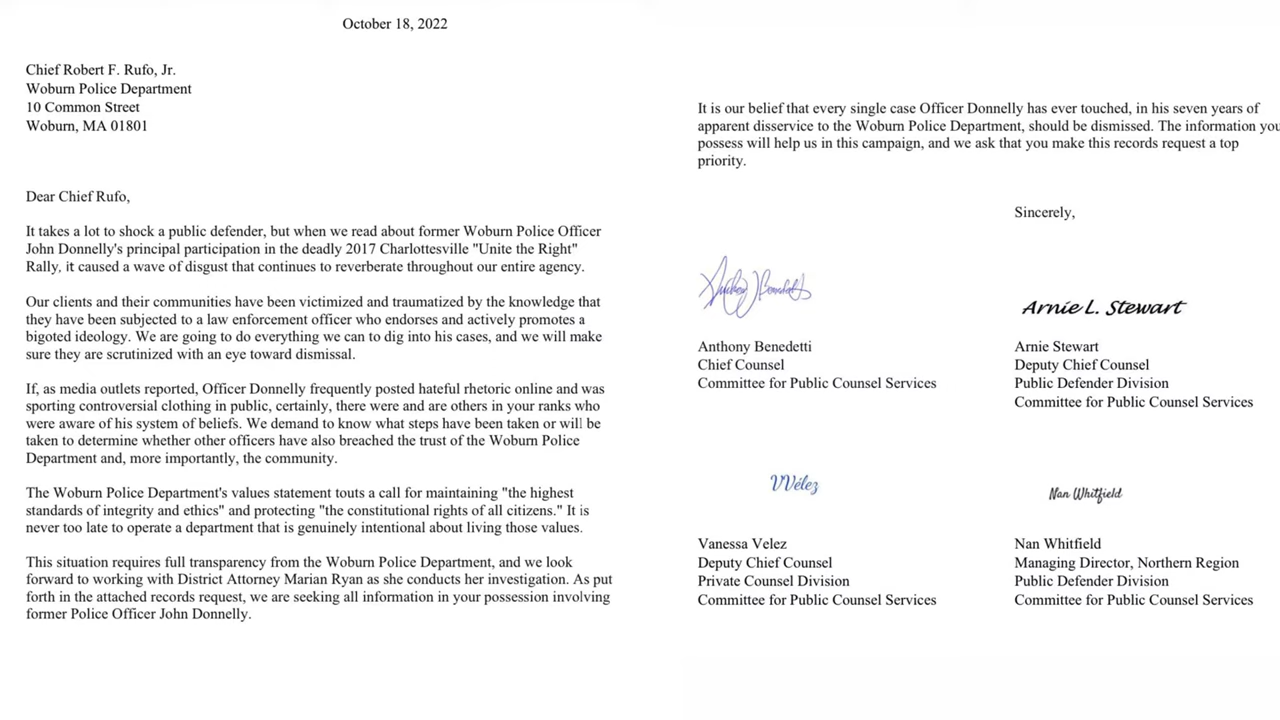 October 18, 2022
Chief Robert F. Rufo, Jr.
Woburn Police Department
10 Common Street
Woburn, MA 01801
Dear Chief Rufo,
It takes a lot to shock a public defender, but when we read about former Woburn Police Officer
John Donnelly's principal participation in the deadly 2017 Charlottesville "Unite the Right"
Rally, it caused a wave of disgust that continues to reverberate throughout our entire agency.
Our clients and their communities have been victimized and traumatized by the knowledge that
they have been subjected to a law enforcement officer who endorses and actively promotes a
bigoted ideology. We are going to do everything we can to dig into his cases, and we will make
sure they are scrutinized with an eye toward dismissal.
If, as media outlets reported, Officer Donnelly frequently posted hateful rhetoric online and was
sporting controversial clothing in public, certainly, there were and are others in your ranks who
were aware of his system of beliefs. We demand to know what steps have been taken or will be
taken to determine whether other officers have also breached the trust of the Woburn Police
Department and, more importantly, the community.
The Woburn Police Department's values statement touts a call for maintaining "the highest
standards of integrity and ethics" and protecting "the constitutional rights of all citizens." It is
never too late to operate a department that is genuinely intentional about living those values.
This situation requires full transparency from the Woburn Police Department, and we look
forward to working with District Attorney Marian Ryan as she conducts her investigation. As put
forth in the attached records request, we are seeking all information in your possession involving
former Police Officer John Donnelly.
It is our belief that every single case Officer Donnelly has ever touched, in his seven years of
apparent disservice to the Woburn Police Department, should be dismissed. The information you
possess will help us in this campaign, and we ask that you make this records request a top
priority.
Sincerely,
Anthony J Benedetti
Arnie L. Stewart
Anthony Benedetti
Chief Counsel
Committee for Public Counsel Services
Arnie Stewart
Deputy Chief Counsel
Public Defender Division
Committee for Public Counsel Services
VVélez
Nan Whitfield
Vanessa Velez
Deputy Chief Counsel
Private Counsel Division
Committee for Public Counsel Services
Nan Whitfield
Managing Director, Northern Region
Public Defender Division
Committee for Public Counsel Services